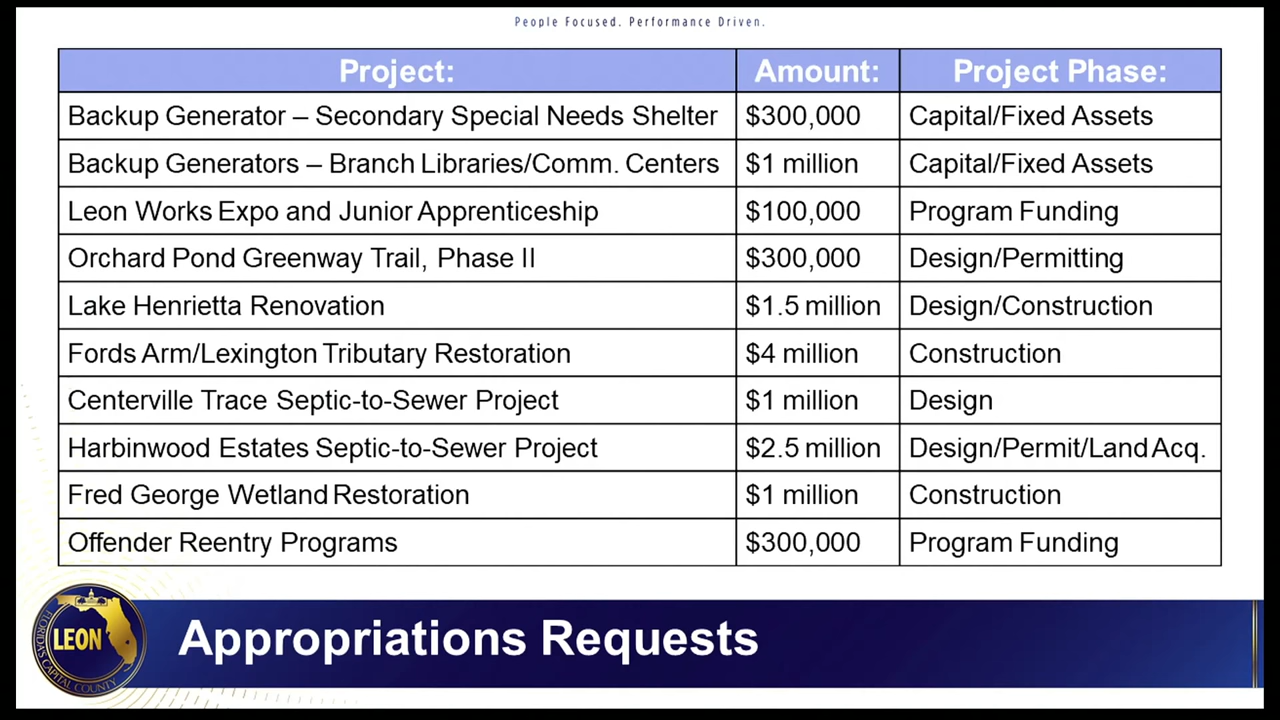 People Focused. Performance Driven.
Project: Amount: Project Phase:
Backup Generator – Secondary Special Needs Shelter $300,000 Capital/Fixed Assets
Backup Generators – Branch Libraries/Comm. Centers $1 million Capital/Fixed Assets
Leon Works Expo and Junior Apprenticeship $100,000 Program Funding
Orchard Pond Greenway Trail, Phase II $300,000 Design/Permitting
Lake Henrietta Renovation $1.5 million Design/Construction
Fords Arm/Lexington Tributary Restoration $4 million Construction
Centerville Trace Septic-to-Sewer Project $1 million Design
Harbinwood Estates Septic-to-Sewer Project $2.5 million Design/Permit/Land Acq.
Fred George Wetland Restoration $1 million Construction
Offender Reentry Programs $300,000 Program Funding
LEON
FLORIDA'S CAPITAL COUNTY
Appropriations Requests